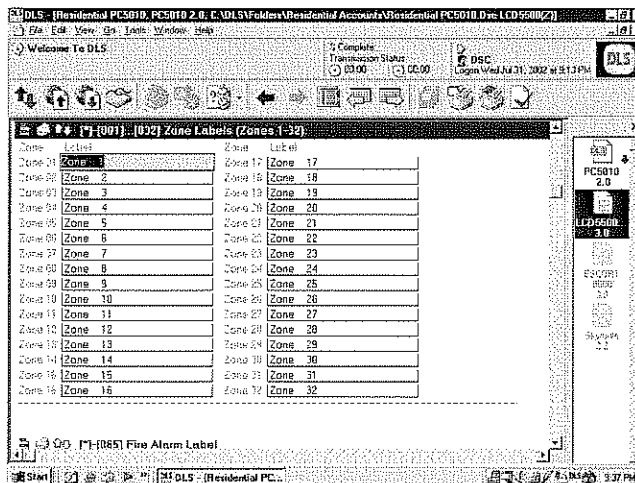 DLS - [Residential PC5010, PC5010 2.0, C:\DLS\Folders\Residential Accounts\Residential PC5010.Dsc LCD5500(Z)]
File Edit View Go Tools Window Help
Welcome To DLS
% Complete
Transmission Status
00:00 00:00
DSC
Logon Wed Jul 31, 2002 at 9:13 PM
DLS
[*]-[001]...[032] Zone Labels (Zones 1-32)
Zone Label Zone Label
Zone 01 Zone 1 Zone 17 Zone 17
Zone 02 Zone 2 Zone 18 Zone 18
Zone 03 Zone 3 Zone 19 Zone 19
Zone 04 Zone 4 Zone 20 Zone 20
Zone 05 Zone 5 Zone 21 Zone 21
Zone 06 Zone 6 Zone 22 Zone 22
Zone 07 Zone 7 Zone 23 Zone 23
Zone 08 Zone 8 Zone 24 Zone 24
Zone 09 Zone 9 Zone 25 Zone 25
Zone 10 Zone 10 Zone 26 Zone 26
Zone 11 Zone 11 Zone 27 Zone 27
Zone 12 Zone 12 Zone 28 Zone 28
Zone 13 Zone 13 Zone 29 Zone 29
Zone 14 Zone 14 Zone 30 Zone 30
Zone 15 Zone 15 Zone 31 Zone 31
Zone 16 Zone 16 Zone 32 Zone 32
[*]-[065] Fire Alarm Label
PC5010
2.0
LCD5500...
3.0
Start
DLS - [Residential PC...
3:37 PM